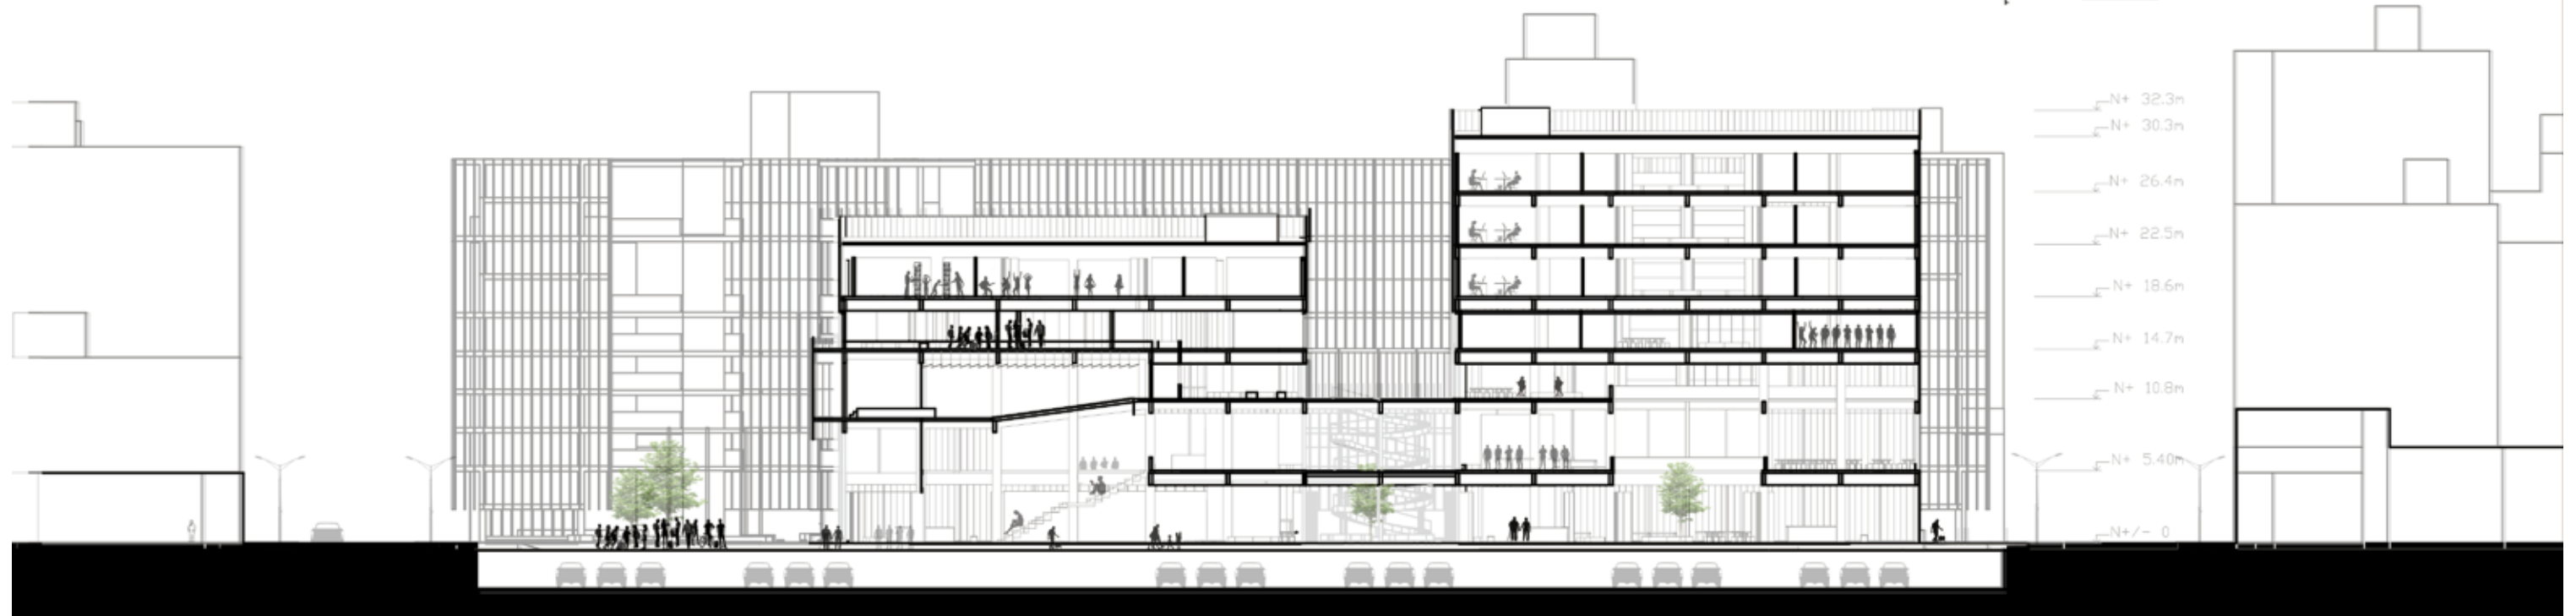 N+ 32.3m
N+ 30.3m
N+ 26.4m
N+ 22.5m
N+ 18.6m
N+ 14.7m
N+ 10.8m
N+ 5.40m
N+/- 0